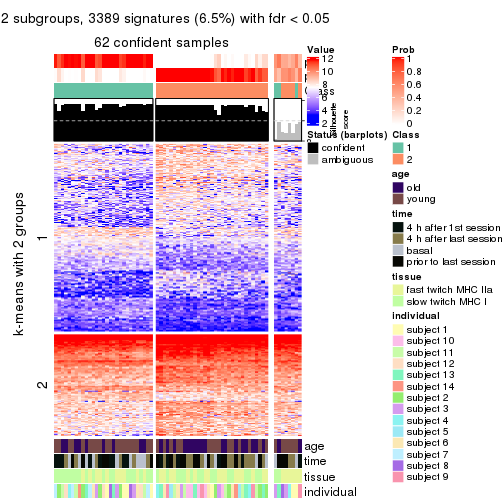 2 subgroups, 3389 signatures (6.5%) with fdr < 0.05
62 confident samples
k-means with 2 groups
1
2
p
p
Class
Silhouette
score
age
time
tissue
individual
Value
12
10
8
6
4
2
Status (barplots)
confident
ambiguous
Prob
1
0.8
0.6
0.4
0.2
0
Class
1
2
age
old
young
time
4 h after 1st session
4 h after last session
basal
prior to last session
tissue
fast twitch MHC IIa
slow twitch MHC I
individual
subject 1
subject 10
subject 11
subject 12
subject 13
subject 14
subject 2
subject 3
subject 4
subject 5
subject 6
subject 7
subject 8
subject 9